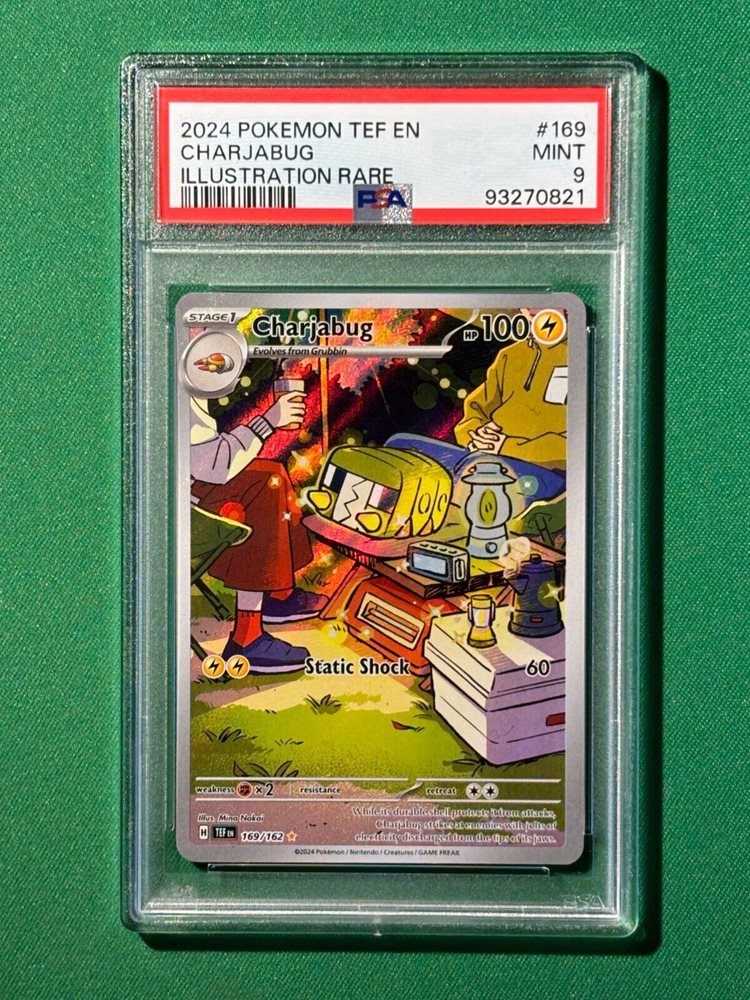 2024 POKEMON TEF EN #169
CHARJABUG MINT
ILLUSTRATION RARE 9
PSA 93270821
STAGE 1 Charjabug HP 100
Evolves from Grubbin
Static Shock 60
weakness ×2 resistance retreat
Illus. Mina Nakai
H TEF EN 169/162
While its durable shell protects it from attacks,
Charjabug strikes at enemies with jolts of
electricity discharged from the tips of its jaws.
©2024 Pokémon / Nintendo / Creatures / GAME FREAK
PSA